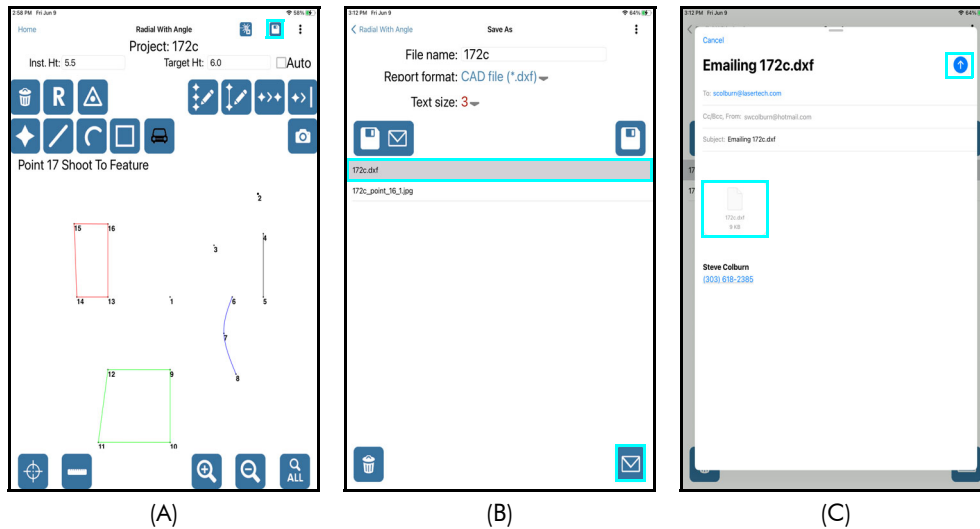 2:58 PM Fri Jun 9
58%
Home
Radial With Angle
Project: 172c
Inst. Ht: 5.5
Target Ht: 6.0
Auto
R
Point 17 Shoot To Feature
2
15
16
4
3
14
13
1
6
5
7
12
9
8
11
10
ALL
(A)
3:12 PM Fri Jun 9
64%
Radial With Angle
Save As
File name: 172c
Report format: CAD file (*.dxf)
Text size: 3
172c.dxf
172c_point_16_1.jpg
(B)
3:12 PM Fri Jun 9
64%
Cancel
Emailing 172c.dxf
To: scolburn@lasertech.com
Cc/Bcc, From: swcolburn@hotmail.com
Subject: Emailing 172c.dxf
17
17
172c.dxf
9 KB
Steve Colburn
(303) 618-2385
(C)